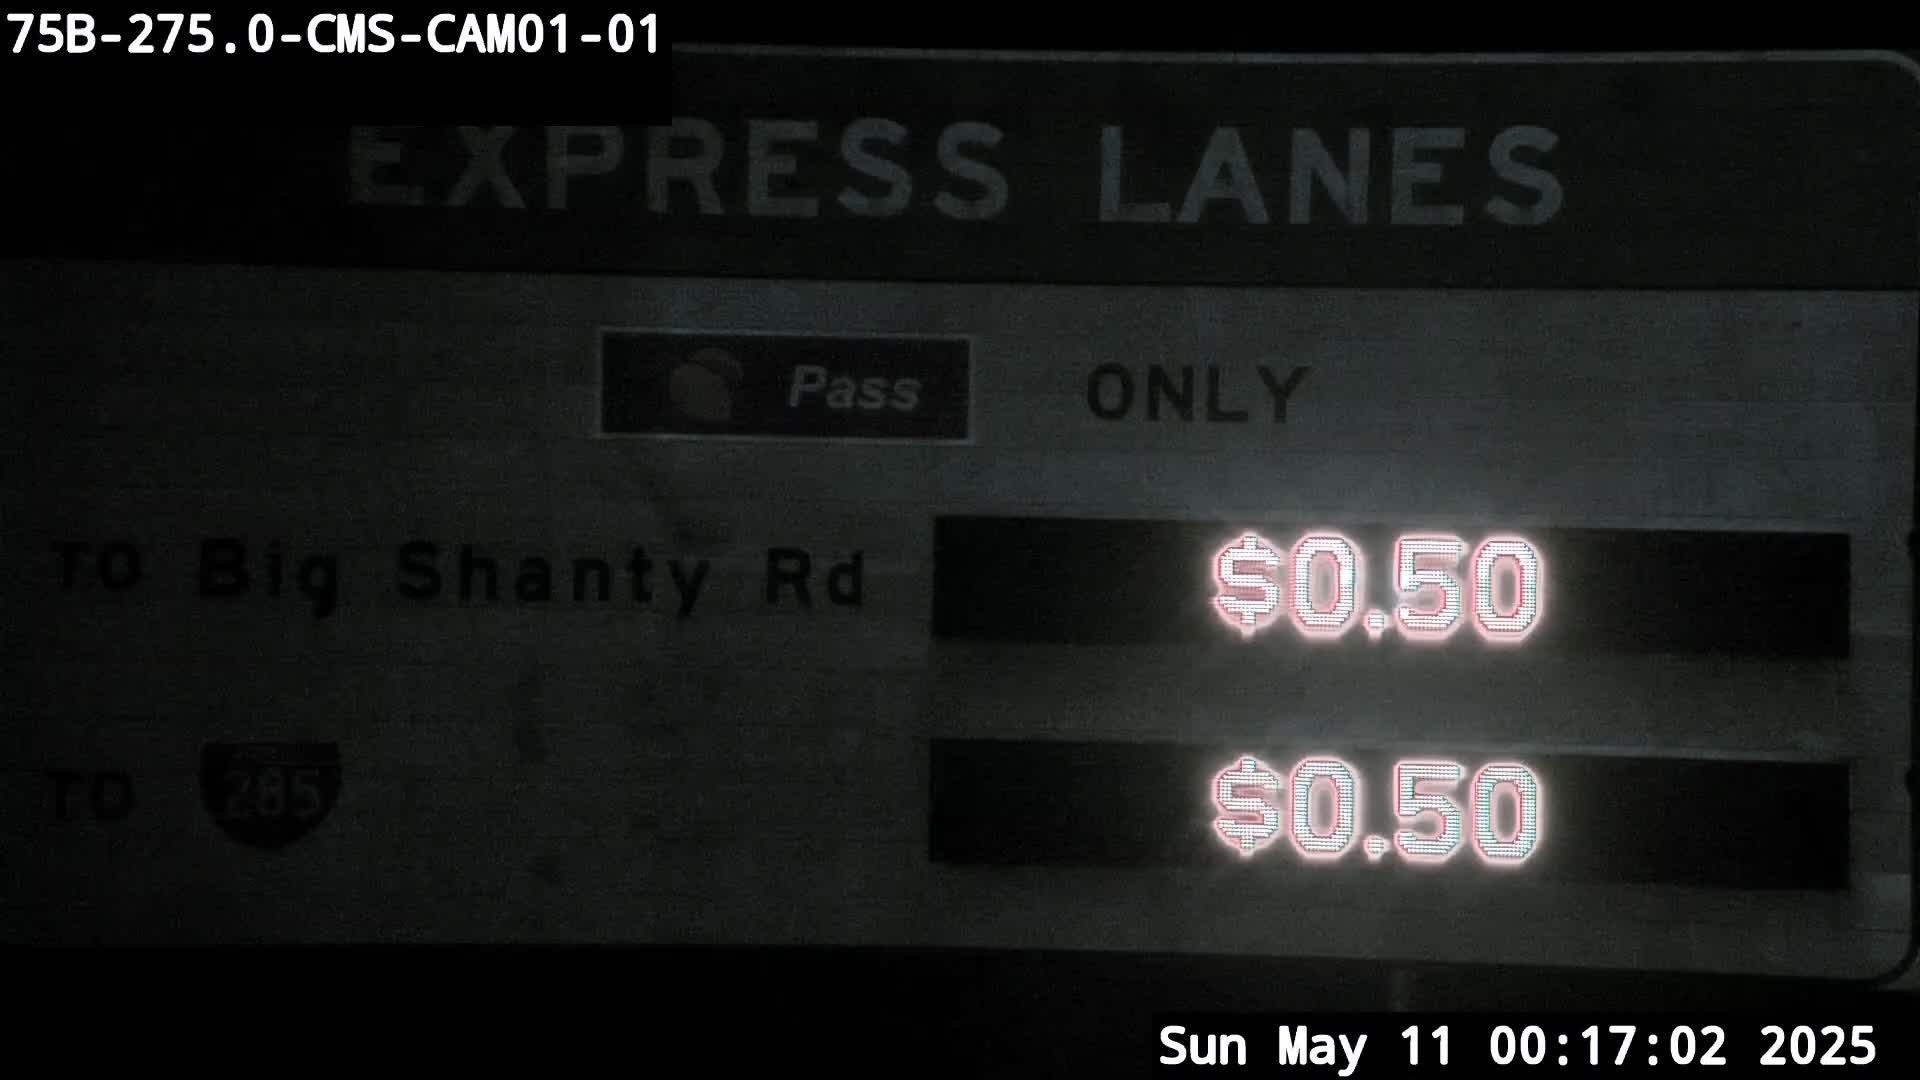 75B-275.0-CMS-CAM01-01
EXPRESS LANES
Pass ONLY
TO Big Shanty Rd $0.50
TO 285 $0.50
Sun May 11 00:17:02 2025